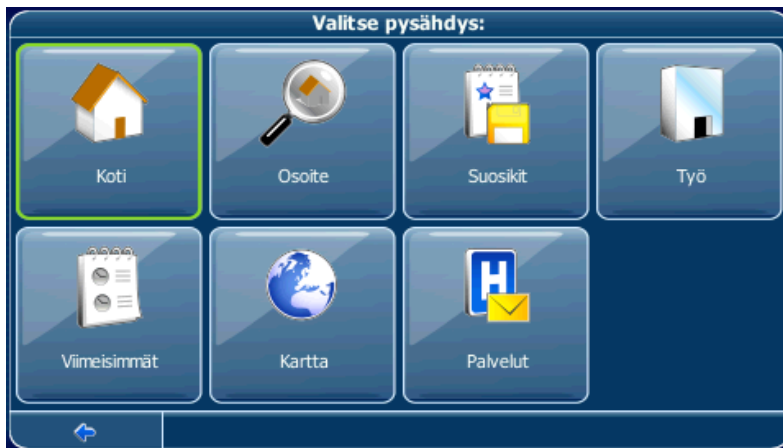 Valitse pysähdys:
Koti
Osoite
Suosikit
Työ
Viimeisimmät
Kartta
H
Palvelut